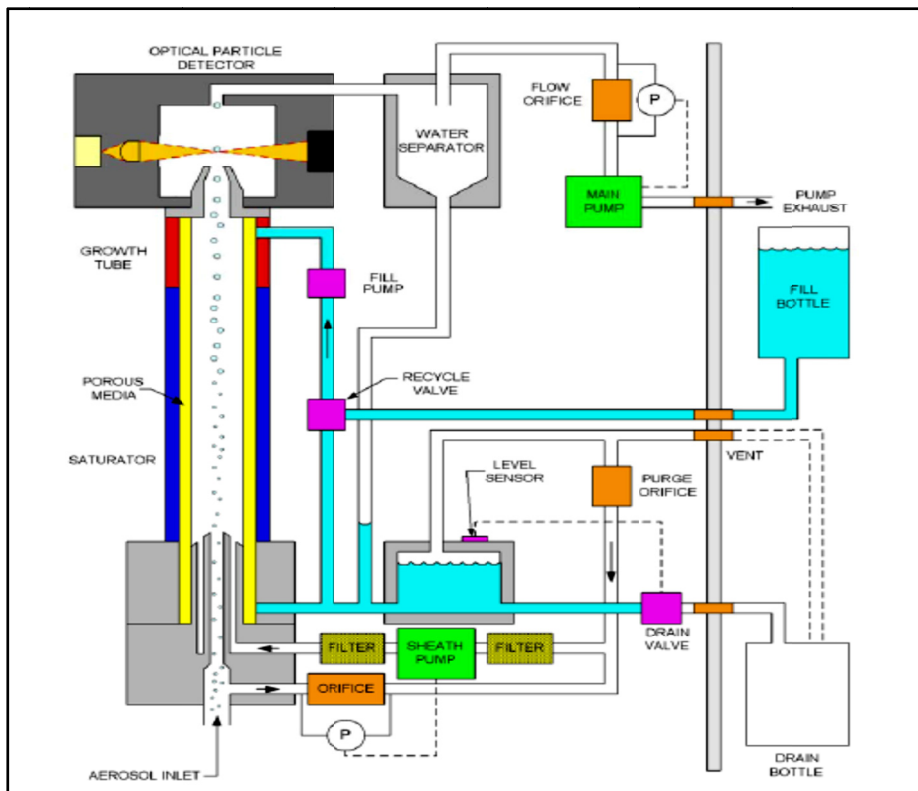 OPTICAL PARTICLE
DETECTOR
WATER
SEPARATOR
FLOW
ORIFICE
P
MAIN
PUMP
PUMP
EXHAUST
GROWTH
TUBE
FILL
PUMP
FILL
BOTTLE
POROUS
MEDIA
RECYCLE
VALVE
SATURATOR
LEVEL
SENSOR
VENT
PURGE
ORIFICE
FILTER
SHEATH
PUMP
FILTER
DRAIN
VALVE
ORIFICE
P
AEROSOL INLET
DRAIN
BOTTLE